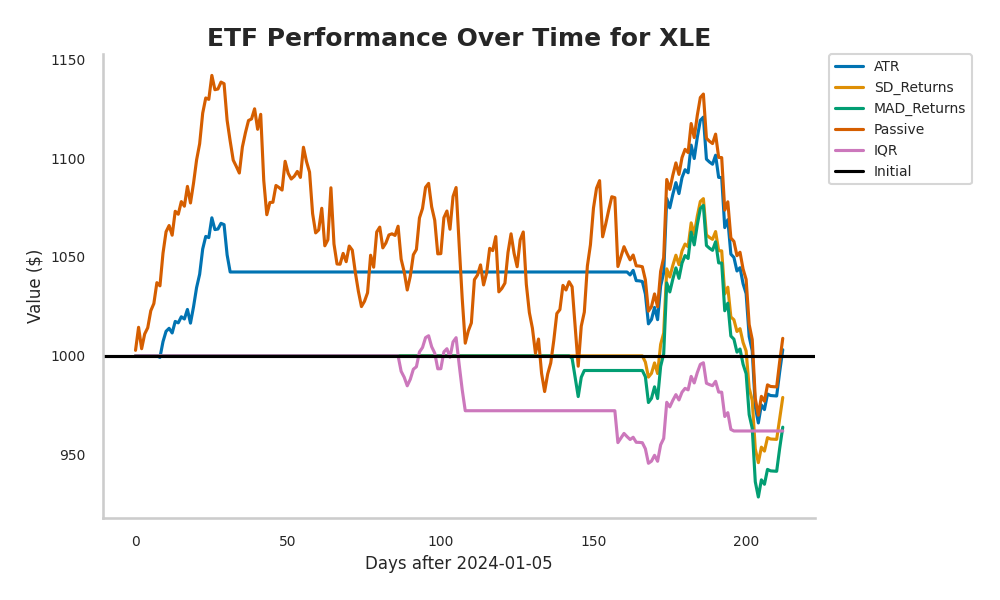 ETF Performance Over Time for XLE
1150
1100
1050
1000
950
Value ($)
0
50
100
150
200
Days after 2024-01-05
ATR
SD_Returns
MAD_Returns
Passive
IQR
Initial